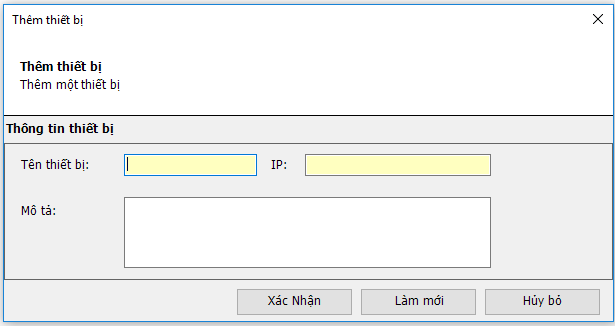 Thêm thiết bị
Thêm thiết bị
Thêm một thiết bị
Thông tin thiết bị
Tên thiết bị: IP:
Mô tả:
Xác Nhận Làm mới Hủy bỏ